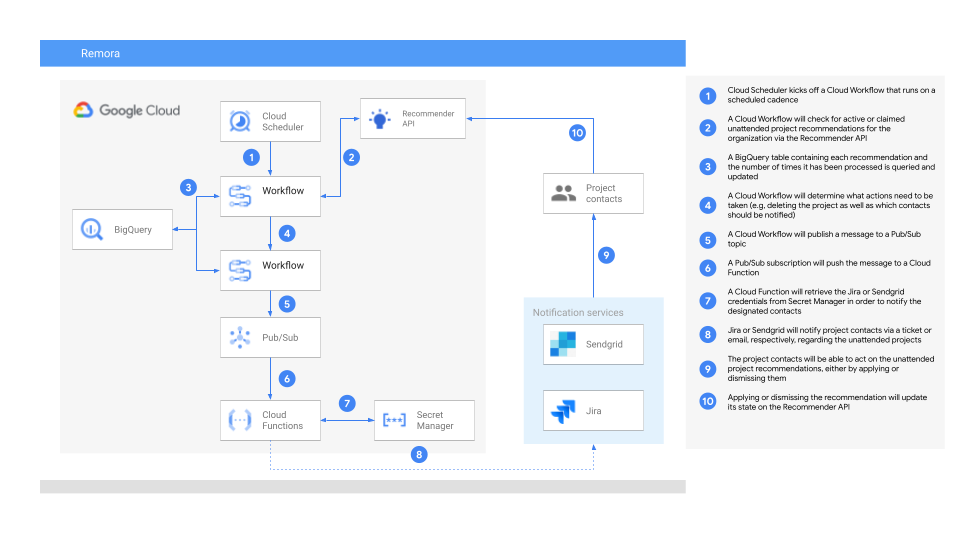 Remora
Google Cloud
Cloud
Scheduler
Recommender
API
1
2
10
3
Workflow
Project
contacts
BigQuery
4
9
Workflow
5
Notification services
Pub/Sub
Sendgrid
6
7
Cloud
Functions
Secret
Manager
Jira
8
1
Cloud Scheduler kicks off a Cloud Workflow that runs on a
scheduled cadence
2
A Cloud Workflow will check for active or claimed
unattended project recommendations for the
organization via the Recommender API
3
A BigQuery table containing each recommendation and
the number of times it has been processed is queried and
updated
4
A Cloud Workflow will determine what actions need to be
taken (e.g, deleting the project as well as which contacts
should be notified)
5
A Cloud Workflow will publish a message to a Pub/Sub
topic
6
A Pub/Sub subscription will push the message to a Cloud
Function
7
A Cloud Function will retrieve the Jira or Sendgrid
credentials from Secret Manager in order to notify the
designated contacts
8
Jira or Sendgrid will notify project contacts via a ticket or
email, respectively, regarding the unattended projects
9
The project contacts will be able to act on the unattended
project recommendations, either by applying or
dismissing them
10
Applying or dismissing the recommendation will update
its state on the Recommender API